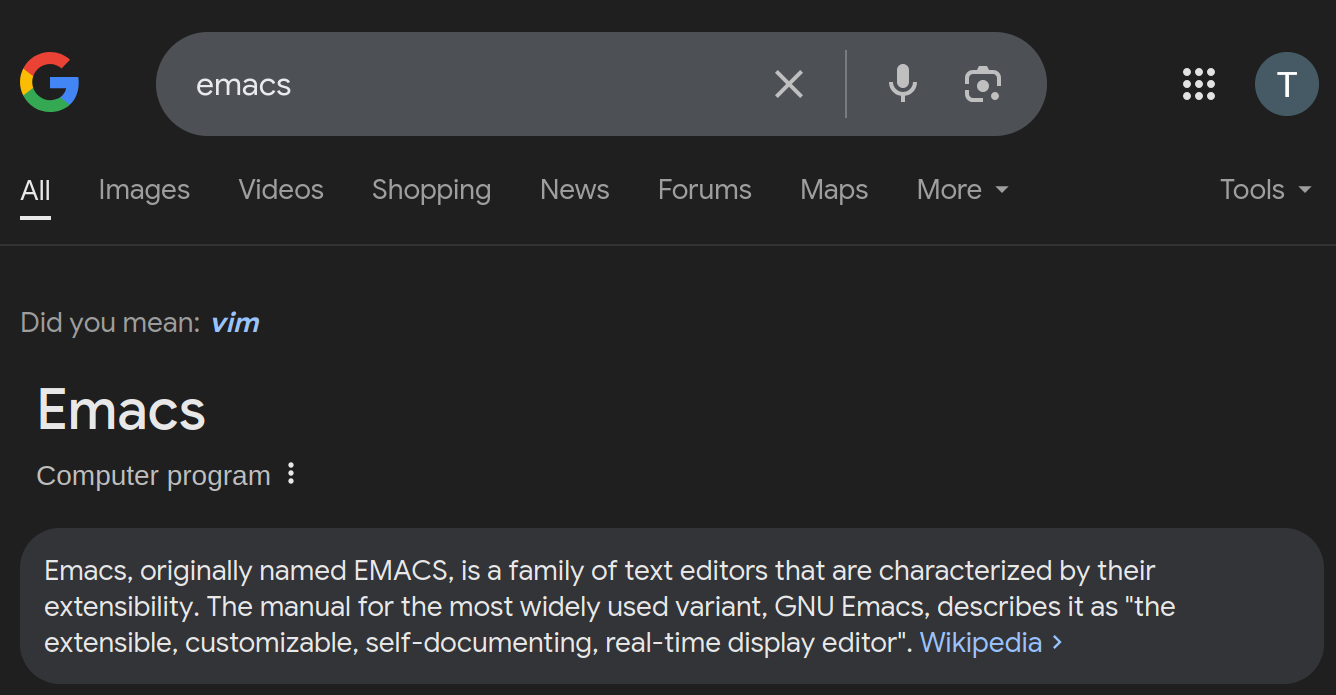 emacs
T
All Images Videos Shopping News Forums Maps More Tools
Did you mean: vim
Emacs
Computer program
Emacs, originally named EMACS, is a family of text editors that are characterized by their
extensibility. The manual for the most widely used variant, GNU Emacs, describes it as "the
extensible, customizable, self-documenting, real-time display editor". Wikipedia